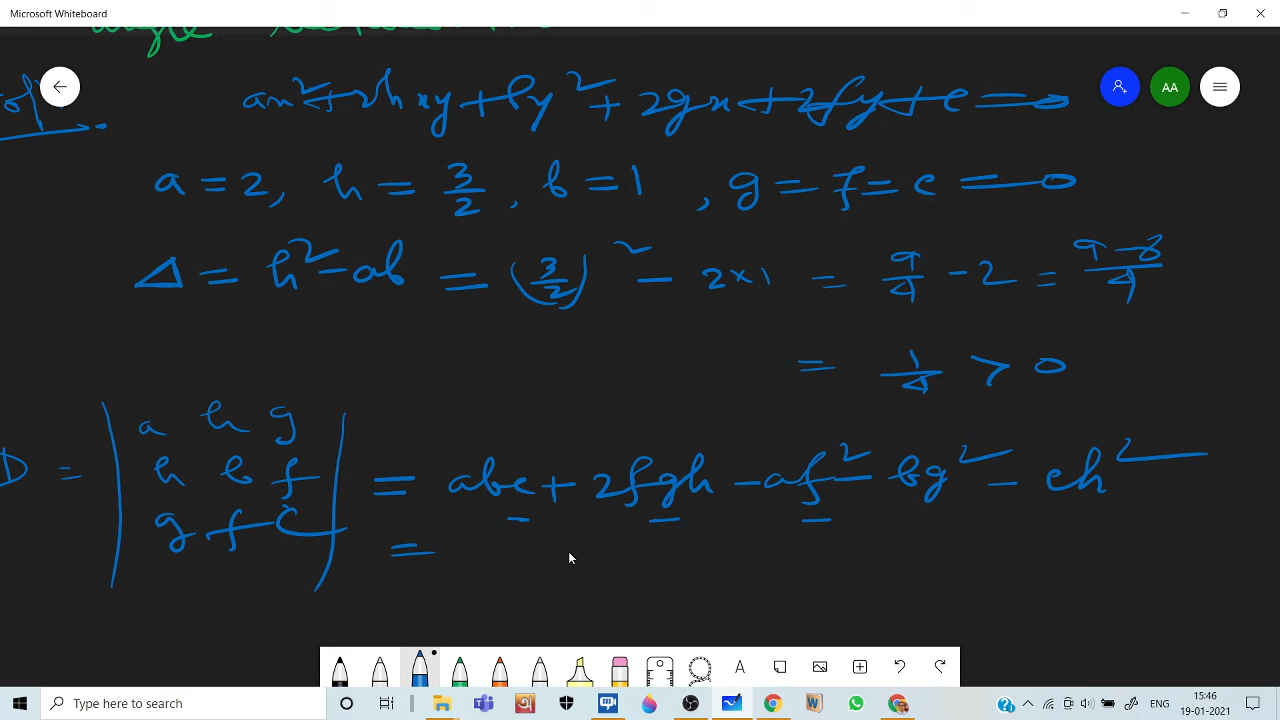 Microsoft Whiteboard
angle
sol
ax² + 2hxy + by² + 2gx + 2fy + c = 0
AA
a = 2, h = 3/2, b = 1, g = f = c = 0
Δ = h² - ab = (3/2)² - 2×1 = 9/4 - 2 = (9-8)/4
= 1/4 > 0
D = | a h g
h b f
g f c | = abc + 2fgh - af² - bg² - ch²
=
A
Type here to search
ENG
15:46
19-01-2021